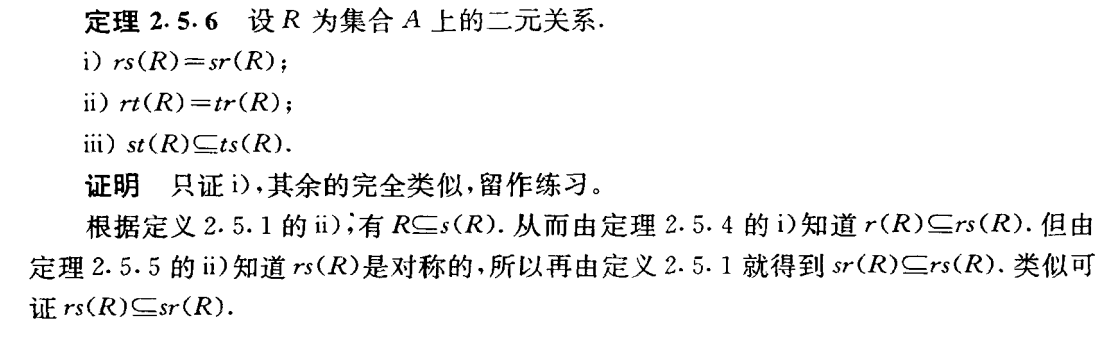 定理 2.5.6 设 R 为集合 A 上的二元关系.
i) rs(R)=sr(R);
ii) rt(R)=tr(R);
iii) st(R)⊆ts(R).
证明 只证 i),其余的完全类似,留作练习。
根据定义 2.5.1 的 ii);有 R⊆s(R). 从而由定理 2.5.4 的 i)知道 r(R)⊆rs(R). 但由
定理 2.5.5 的 ii)知道 rs(R)是对称的,所以再由定义 2.5.1 就得到 sr(R)⊆rs(R). 类似可
证 rs(R)⊆sr(R).